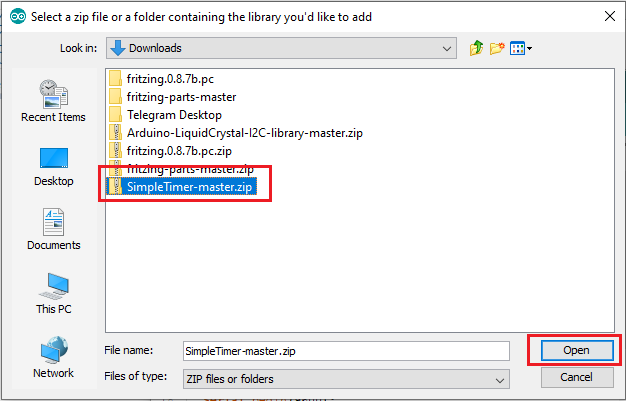 Select a zip file or a folder containing the library you'd like to add
Look in:
Downloads
Recent Items
Desktop
Documents
This PC
Network
fritzing.0.8.7b.pc
fritzing-parts-master
Telegram Desktop
Arduino-LiquidCrystal-I2C-library-master.zip
fritzing.0.8.7b.pc.zip
fritzing-parts-master.zip
SimpleTimer-master.zip
File name:
SimpleTimer-master.zip
Open
Files of type:
ZIP files or folders
Cancel